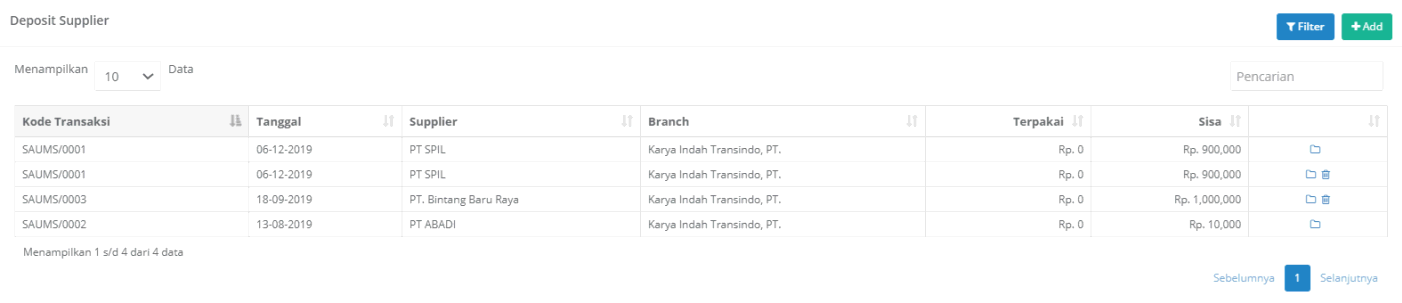 Deposit Supplier
Filter
Add
Menampilkan 10 Data
Pencarian
Kode Transaksi Tanggal Supplier Branch Terpakai Sisa
SAUMS/0001 06-12-2019 PT SPIL Karya Indah Transindo, PT. Rp. 0 Rp. 900,000
SAUMS/0001 06-12-2019 PT SPIL Karya Indah Transindo, PT. Rp. 0 Rp. 900,000
SAUMS/0003 18-09-2019 PT. Bintang Baru Raya Karya Indah Transindo, PT. Rp. 0 Rp. 1,000,000
SAUMS/0002 13-08-2019 PT ABADI Karya Indah Transindo, PT. Rp. 0 Rp. 10,000
Menampilkan 1 s/d 4 dari 4 data
Sebelumnya 1 Selanjutnya